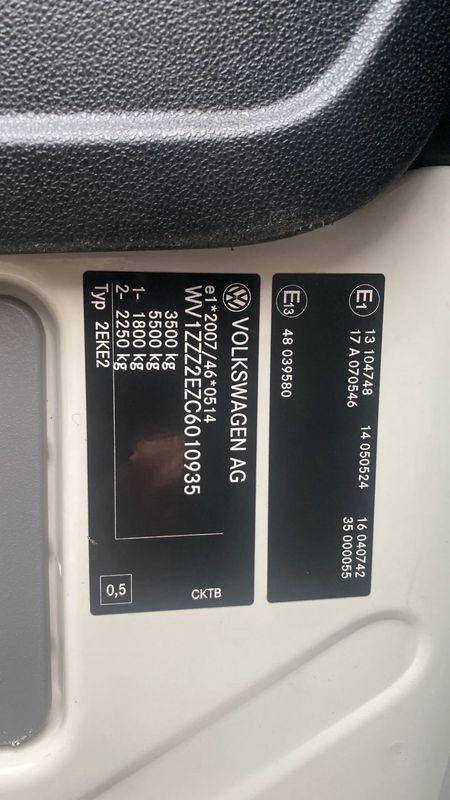 VOLKSWAGEN AG
e1*2007/46*0514
WV1ZZZ2EZC6010935
3500 kg
5500 kg
1- 1800 kg
2- 2250 kg
Typ 2EKE2
CKTB
0,5
E1
13 104748 14 050524 16 040742
17 A 070546 35 000055
E13
48 039580